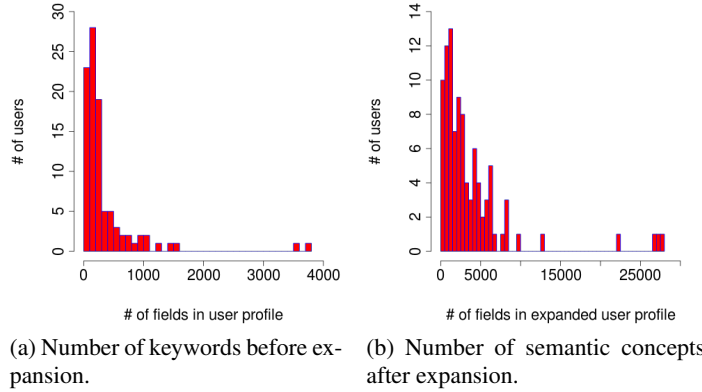 30
25
20
15
10
5
0
# of users
0 1000 2000 3000 4000
# of fields in user profile
14
12
10
8
6
4
2
0
# of users
0 5000 15000 25000
# of fields in expanded user profile
(a) Number of keywords before ex-
pansion.
(b) Number of semantic concepts
after expansion.